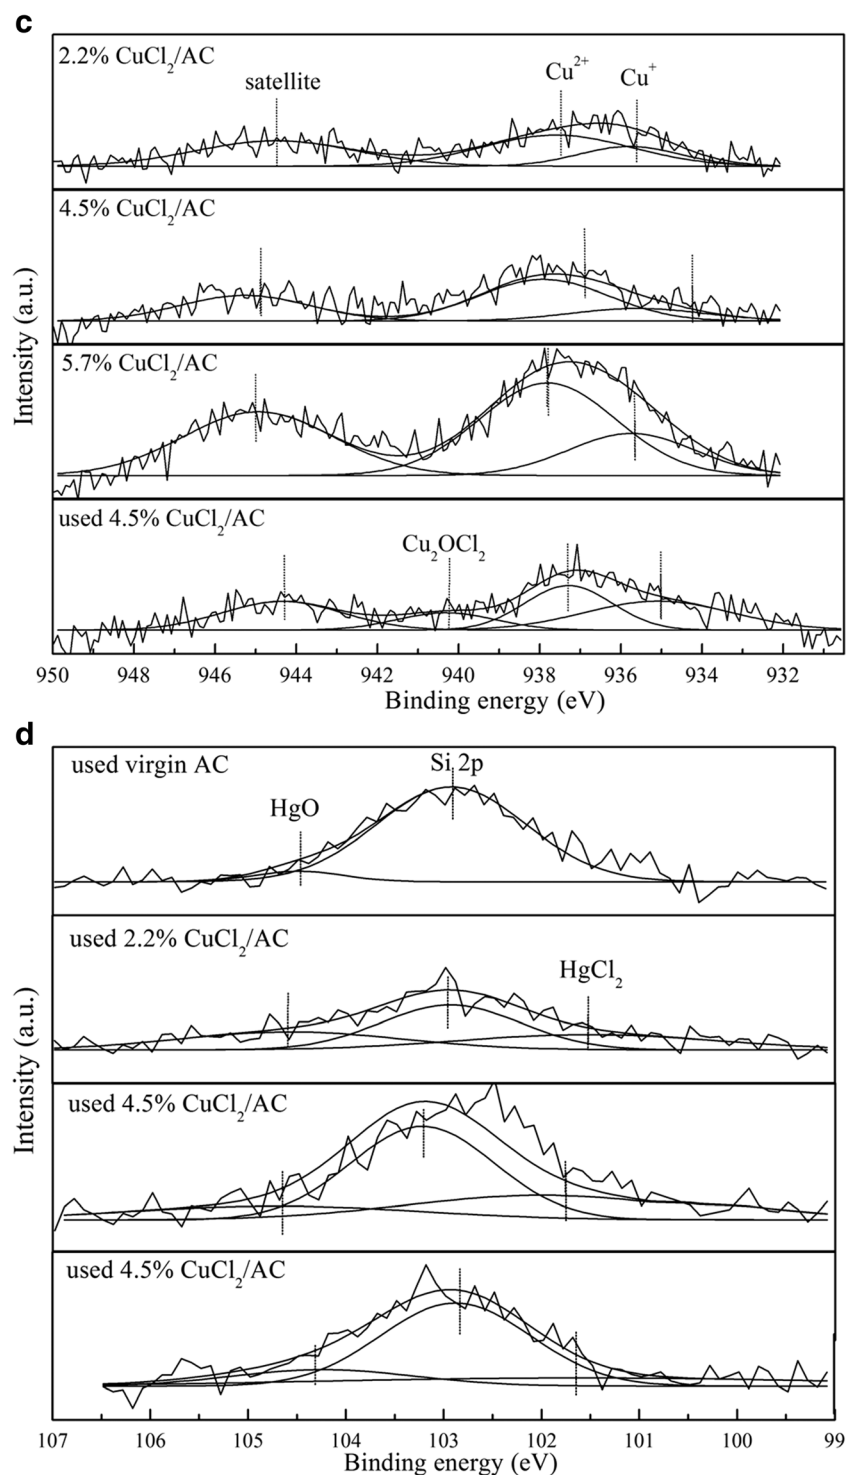 c
2.2% CuCl₂/AC
satellite
Cu²⁺
Cu⁺
4.5% CuCl₂/AC
5.7% CuCl₂/AC
used 4.5% CuCl₂/AC
Cu₂OCl₂
Intensity (a.u.)
950 948 946 944 942 940 938 936 934 932
Binding energy (eV)
d
used virgin AC
Si 2p
HgO
used 2.2% CuCl₂/AC
HgCl₂
used 4.5% CuCl₂/AC
used 4.5% CuCl₂/AC
Intensity (a.u.)
107 106 105 104 103 102 101 100 99
Binding energy (eV)